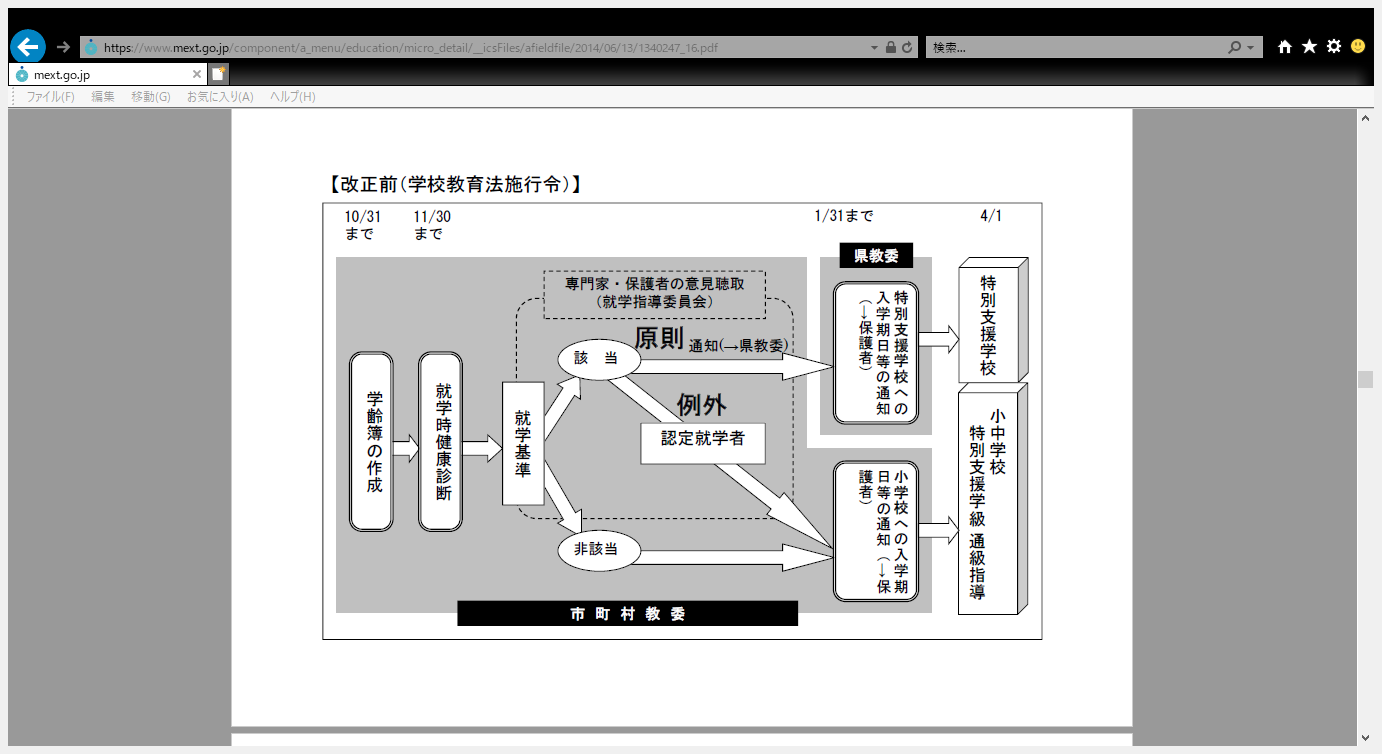 https://www.mext.go.jp/component/a_menu/education/micro_detail/__icsFiles/afieldfile/2014/06/13/1340247_16.pdf
検索...
mext.go.jp
ファイル(F) 編集 移動(G) お気に入り(A) ヘルプ(H)
【改正前(学校教育法施行令)】
10/31
まで
11/30
まで
1/31まで
4/1
県教委
専門家・保護者の意見聴取
(就学指導委員会)
原則
通知(→県教委)
該 当
例外
認定就学者
学齢簿の作成
就学時健康診断
就学基準
非該当
特別支援学校への
入学期日等の通知
(→保護者)
特別支援学校
小学校への入学期
日等の通知 (→保
護者)
小中学校
特別支援学級 通級指導
市町村教委